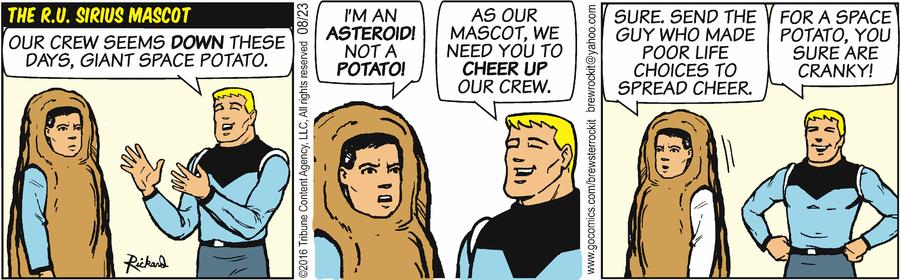 THE R.U. SIRIUS MASCOT
OUR CREW SEEMS DOWN THESE
DAYS, GIANT SPACE POTATO.
Rickard
©2016 Tribune Content Agency, LLC, All rights reserved 08/23
I'M AN
ASTEROID!
NOT A
POTATO!
AS OUR
MASCOT, WE
NEED YOU TO
CHEER UP
OUR CREW.
www.gocomics.com/brewsterrockit brewrockit@yahoo.com
SURE. SEND THE
GUY WHO MADE
POOR LIFE
CHOICES TO
SPREAD CHEER.
FOR A SPACE
POTATO, YOU
SURE ARE
CRANKY!